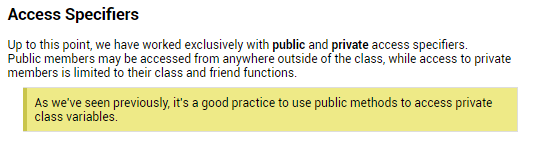 Access Specifiers
Up to this point, we have worked exclusively with public and private access specifiers.
Public members may be accessed from anywhere outside of the class, while access to private
members is limited to their class and friend functions.
As we've seen previously, it's a good practice to use public methods to access private
class variables.